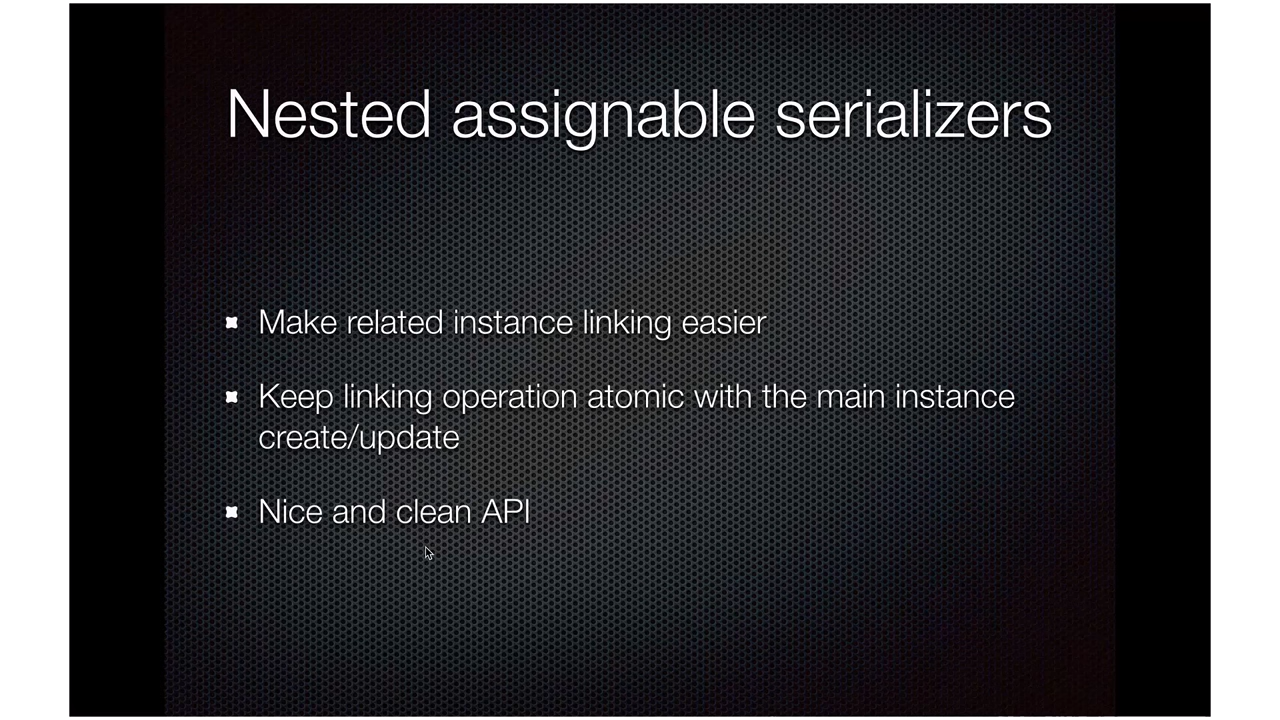 Nested assignable serializers
Make related instance linking easier
Keep linking operation atomic with the main instance
create/update
Nice and clean API